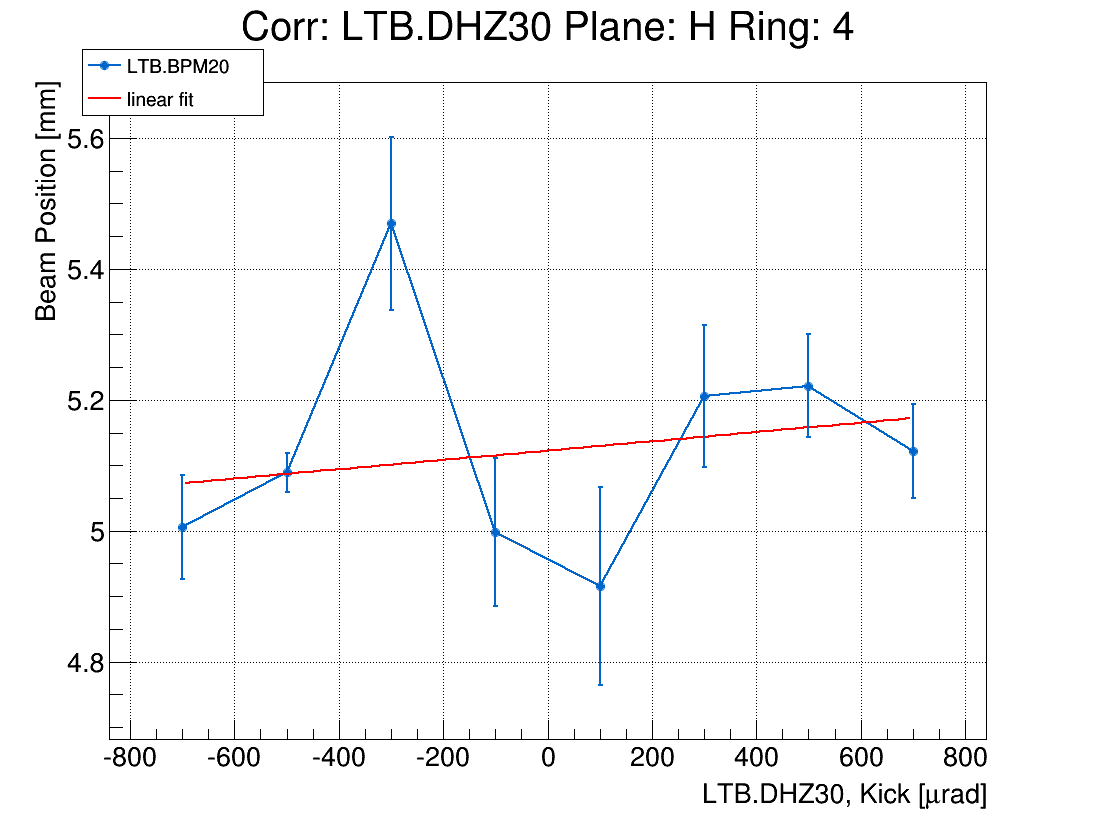 Corr: LTB.DHZ30 Plane: H Ring: 4
LTB.BPM20
linear fit
Beam Position [mm]
5.6
5.4
5.2
5
4.8
-800 -600 -400 -200 0 200 400 600 800
LTB.DHZ30, Kick [μrad]